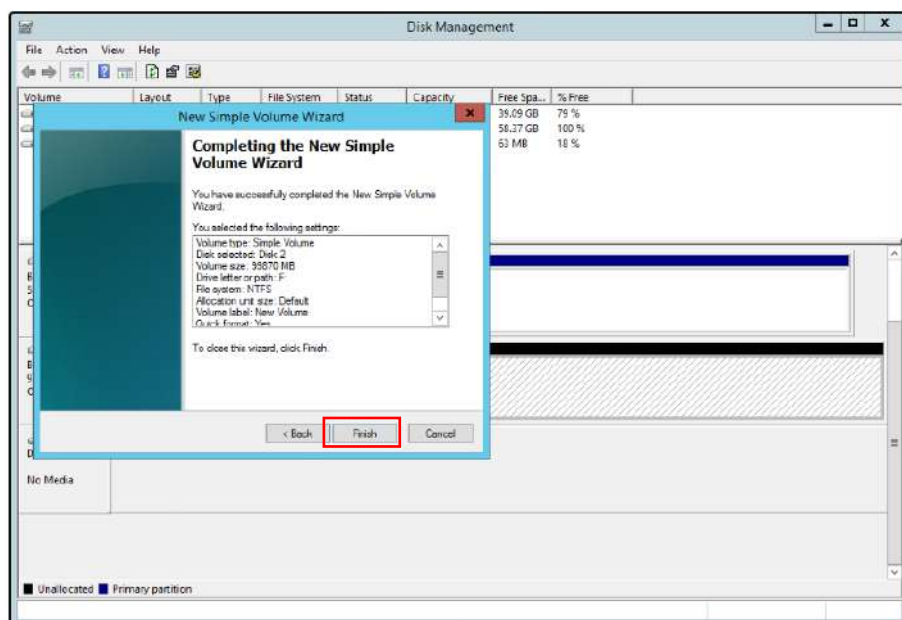 Disk Management
File Action View Help
Volume Layout Type File System Status Capacity Free Spa... % Free
39.09 GB 79 %
58.37 GB 100 %
63 MB 18 %
New Simple Volume Wizard
Completing the New Simple
Volume Wizard
You have successfully completed the New Simple Volume
Wizard.
You selected the following settings:
Volume type: Simple Volume
Disk selected: Disk 2
Volume size: 99870 MB
Drive letter or path: F
File system: NTFS
Allocation unit size: Default
Volume label: New Volume
Quick format: Yes
To close this wizard, click Finish.
< Back Finish Cancel
No Media
Unallocated Primary partition